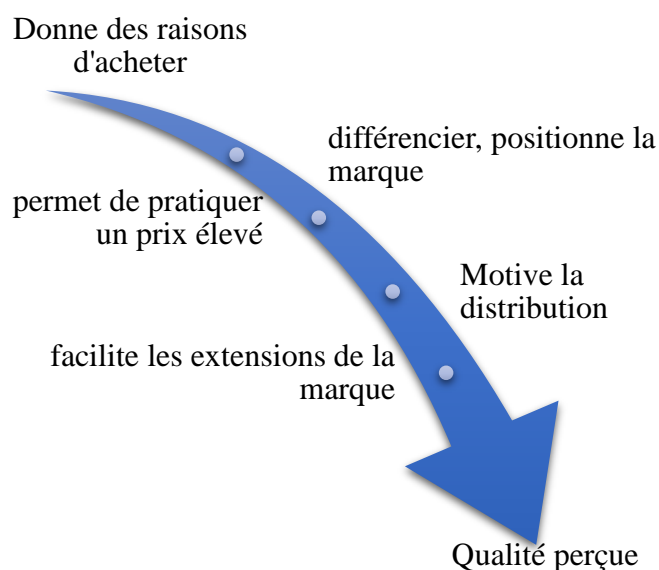 Donne des raisons
d'acheter
différencier, positionne la
marque
permet de pratiquer
un prix élevé
Motive la
distribution
facilite les extensions de la
marque
Qualité perçue